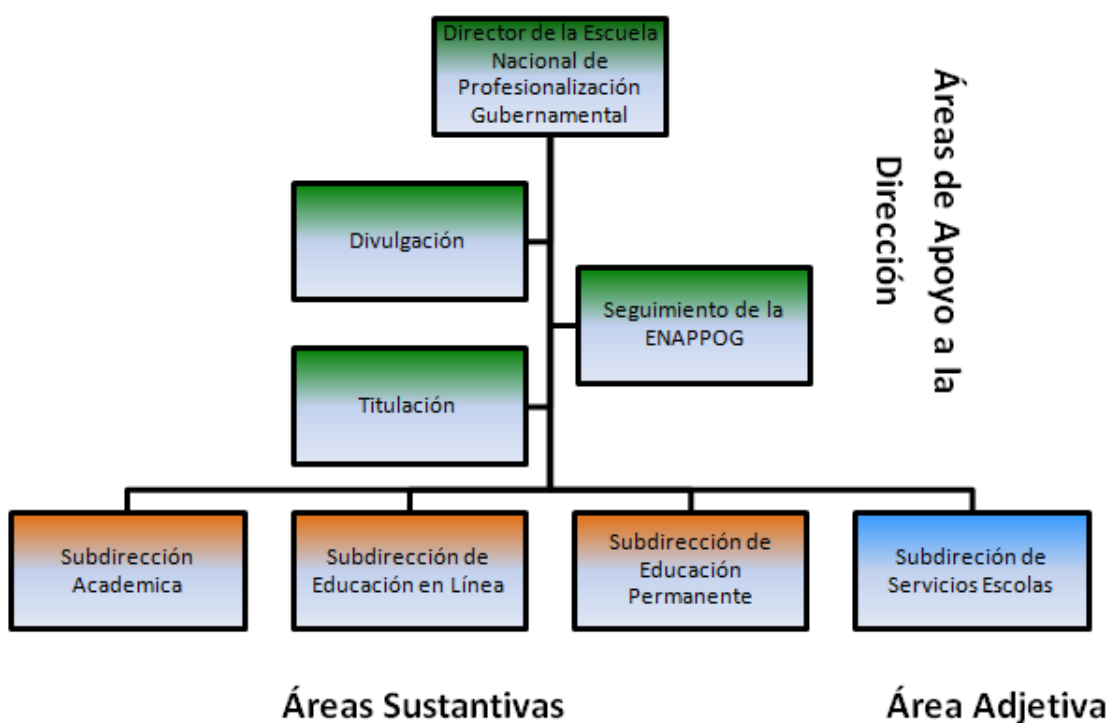 Director de la Escuela
Nacional de
Profesionalización
Gubernamental
Áreas de Apoyo a la
Dirección
Divulgación
Seguimiento de la
ENAPPOG
Titulación
Subdirección
Academica
Subdirección de
Educación en Línea
Subdirección de
Educación
Permanente
Subdireción de
Servicios Escolas
Áreas Sustantivas
Área Adjetiva